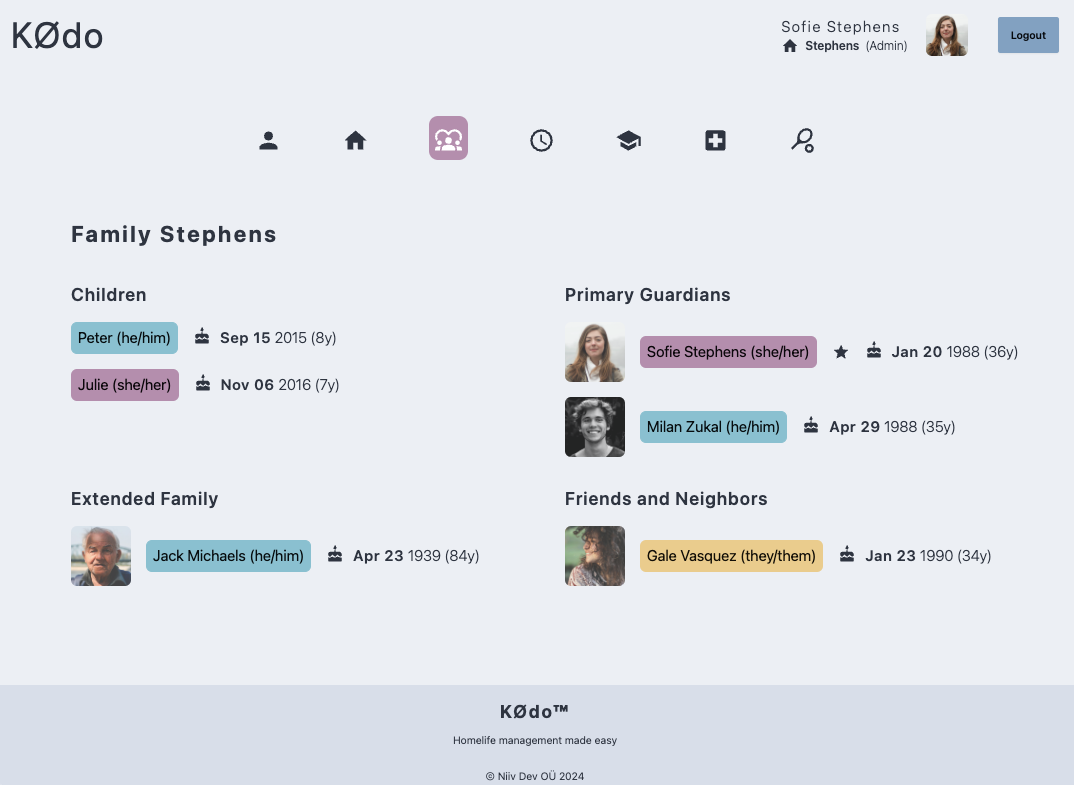 KØdo
Sofie Stephens
Stephens (Admin)
Logout
Family Stephens
Children
Peter (he/him) Sep 15 2015 (8y)
Julie (she/her) Nov 06 2016 (7y)
Primary Guardians
Sofie Stephens (she/her) Jan 20 1988 (36y)
Milan Zukal (he/him) Apr 29 1988 (35y)
Extended Family
Jack Michaels (he/him) Apr 23 1939 (84y)
Friends and Neighbors
Gale Vasquez (they/them) Jan 23 1990 (34y)
KØdo™
Homelife management made easy
© Niiv Dev OÜ 2024